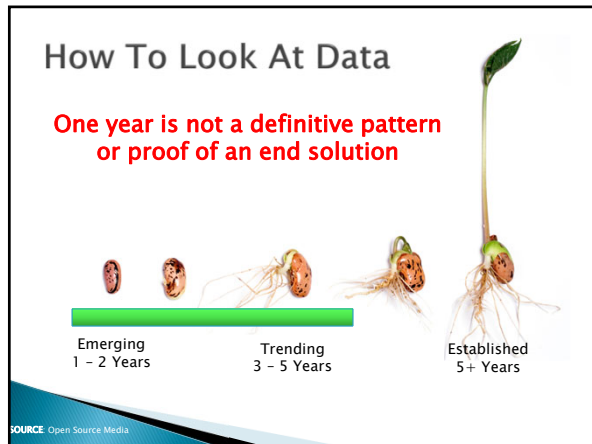 How To Look At Data
One year is not a definitive pattern
or proof of an end solution
Emerging
1 – 2 Years
Trending
3 – 5 Years
Established
5+ Years
SOURCE: Open Source Media